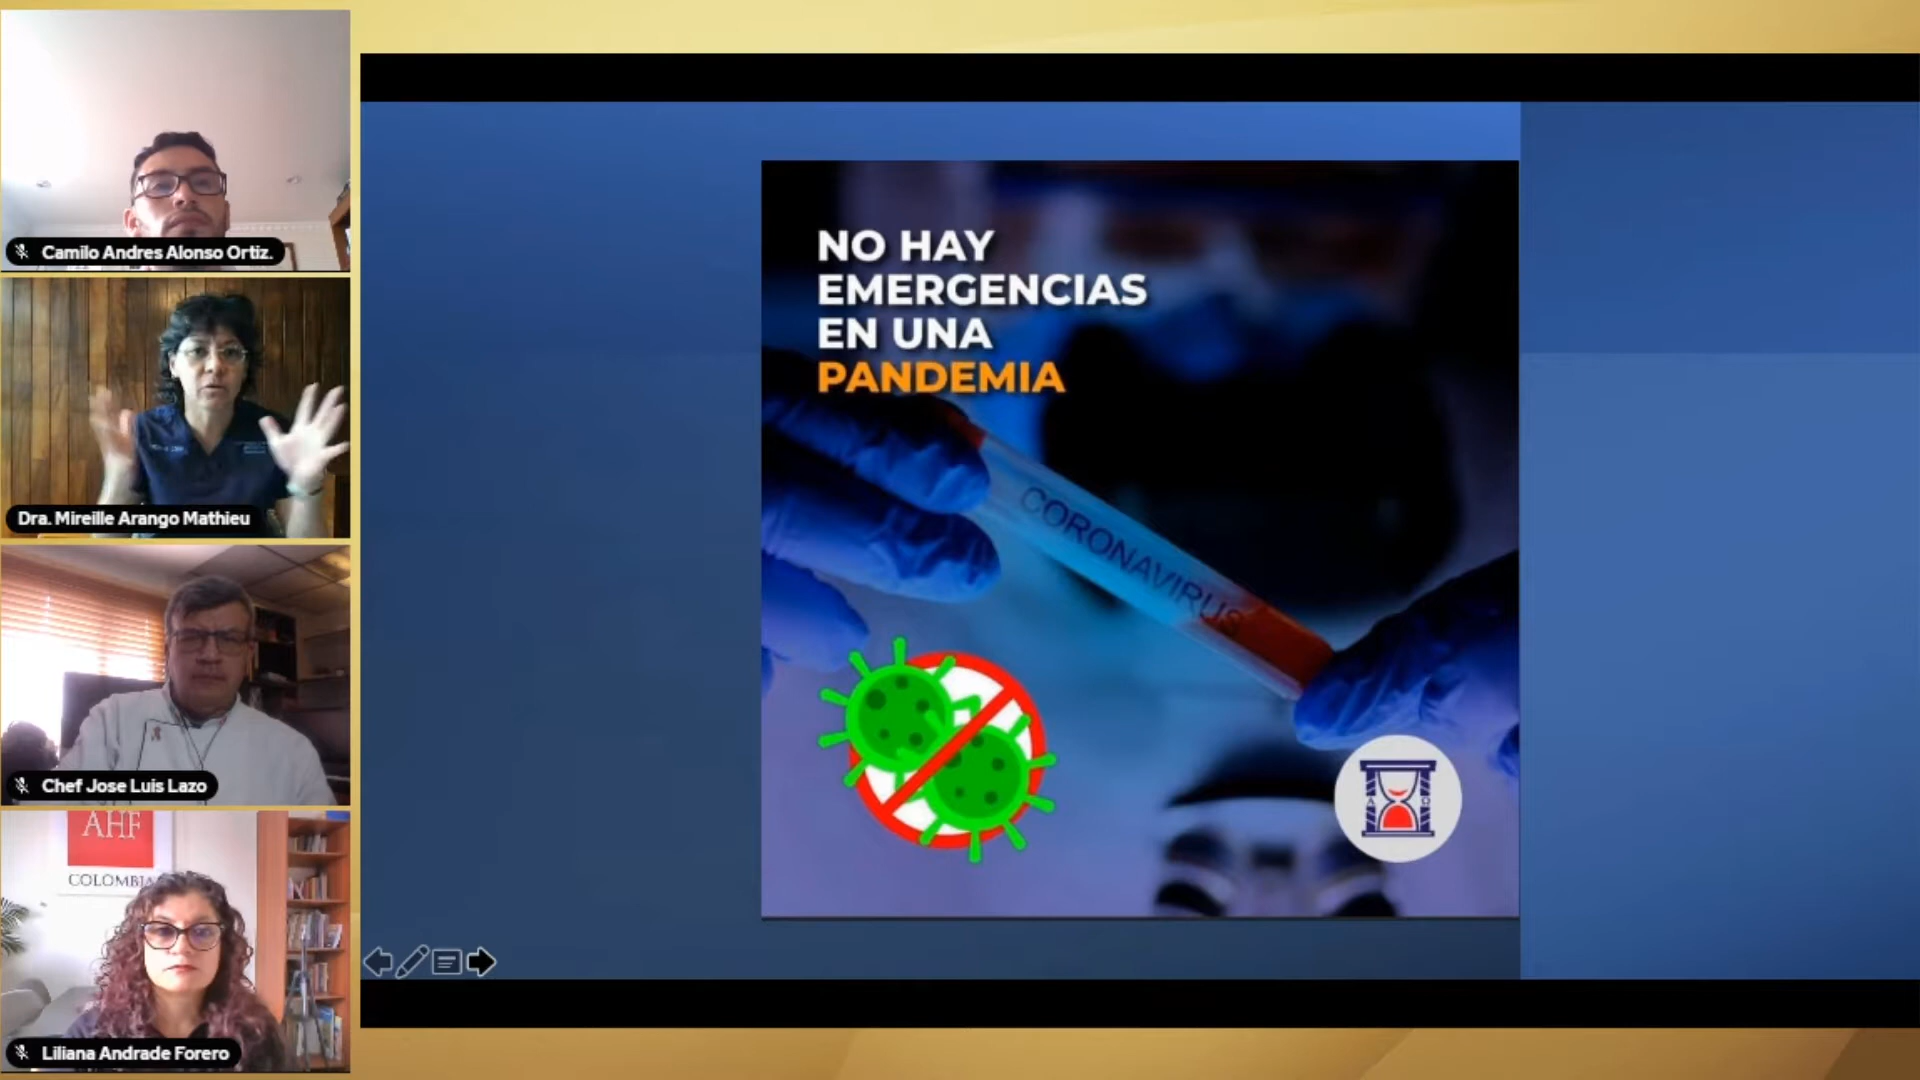 Camilo Andres Alonso Ortiz.
Dra. Mireille Arango Mathieu
Chef Jose Luis Lazo
AHF
COLOMBIA
Liliana Andrade Forero
NO HAY
EMERGENCIAS
EN UNA
PANDEMIA
CORONAVIRUS